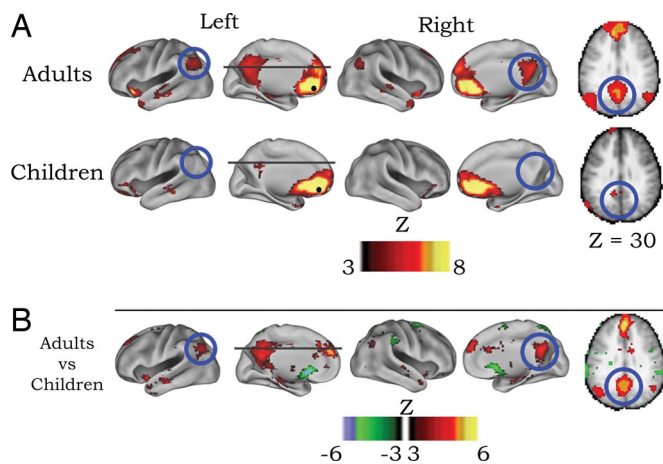 A
Left
Right
Adults
Children
Z
3
8
Z = 30
B
Adults
vs
Children
Z
-6
-3
3
6